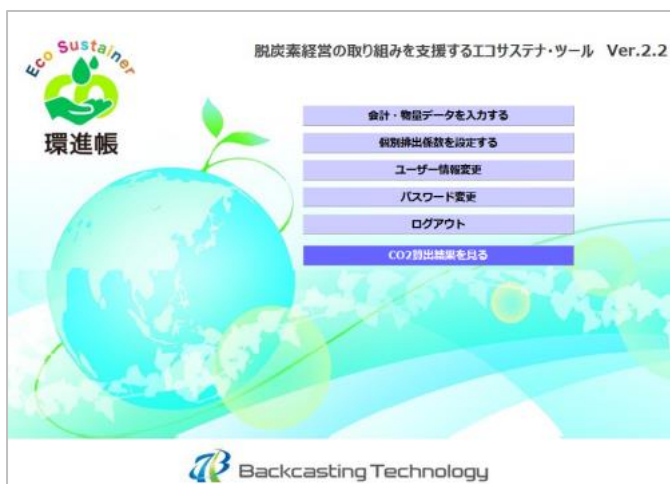 Eco Sustainer
環進帳
脱炭素経営の取り組みを支援するエコサステナ・ツール Ver.2.2
会計・物量データを入力する
個別排出係数を設定する
ユーザー情報変更
パスワード変更
ログアウト
CO2算出結果を見る
Backcasting Technology